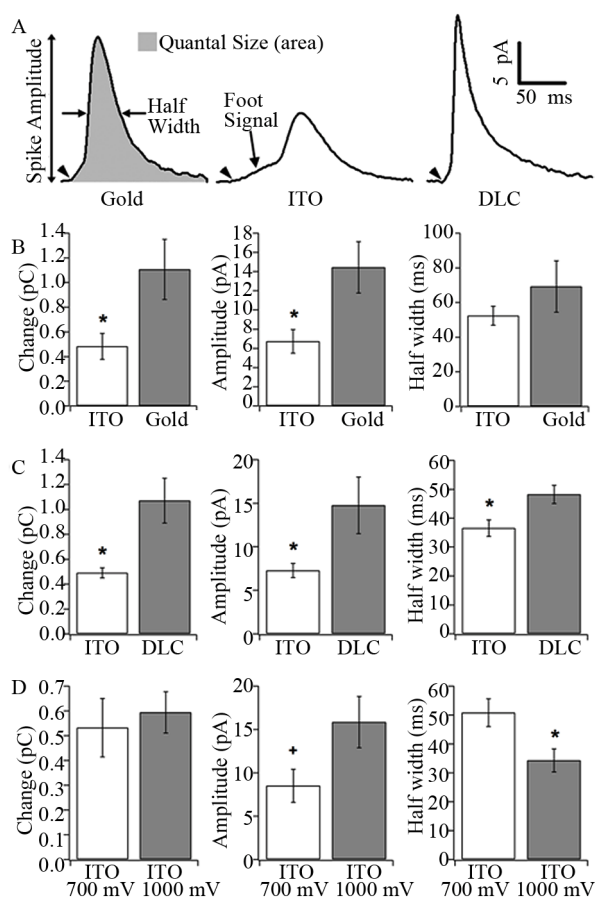 A
Quantal Size (area)
Spike Amplitude
Half
Width
Foot
Signal
5 pA
50 ms
Gold
ITO
DLC
B
Change (pC)
1.4
1.2
1.0
0.8
0.6
0.4
0.2
0.0
*
ITO Gold
Amplitude (pA)
18
16
14
12
10
8
6
4
2
0
*
ITO Gold
Half width (ms)
100
80
60
40
20
0
ITO Gold
C
Change (pC)
1.4
1.2
1.0
0.8
0.6
0.4
0.2
0.0
*
ITO DLC
Amplitude (pA)
20
15
10
5
0
*
ITO DLC
Half width (ms)
60
50
40
30
20
10
0
*
ITO DLC
D
Change (pC)
0.7
0.6
0.5
0.4
0.3
0.2
0.1
0.0
ITO ITO
700 mV 1000 mV
Amplitude (pA)
20
15
10
5
0
+
ITO ITO
700 mV 1000 mV
Half width (ms)
60
50
40
30
20
10
0
*
ITO ITO
700 mV 1000 mV